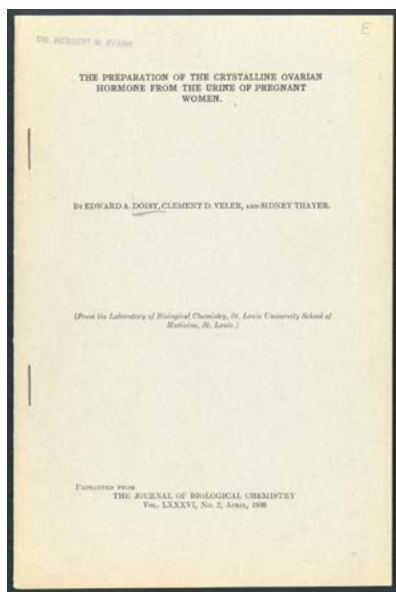 E
DR. HERBERT M. EVANS
THE PREPARATION OF THE CRYSTALLINE OVARIAN
HORMONE FROM THE URINE OF PREGNANT
WOMEN.
BY EDWARD A. DOISY, CLEMENT D. VELER, AND SIDNEY THAYER.
(From the Laboratory of Biological Chemistry, St. Louis University School of
Medicine, St. Louis.)
REPRINTED FROM
THE JOURNAL OF BIOLOGICAL CHEMISTRY
VOL. LXXXVI, No. 2, APRIL, 1930